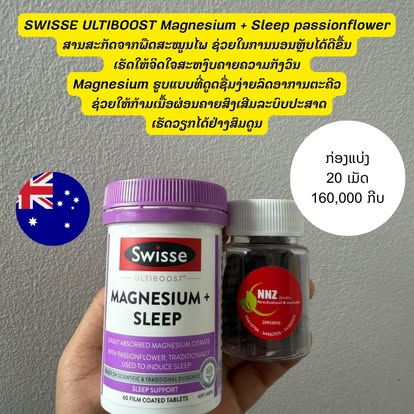 SWISSE ULTIBOOST Magnesium + Sleep passionflower
ສານສະກັດຈາກພືດສະໝູນໄພ ຊ່ວຍໃນການນອນຫຼັບໄດ້ດີຂຶ້ນ
ເຮັດໃຫ້ຈິດໃຈສະຫງົບຄາຍຄວາມກັງວົນ
Magnesium ຮູບແບບທີ່ດູດຊຶ່ມງ່າຍລົດອາການຕະຄິວ
ຊ່ວຍໃຫ້ກ້າມເນື້ອຜ່ອນຄາຍສົ່ງເສີມລະບົບປະສາດ
ເຮັດວຽກໄດ້ຢ່າງສົມດູນ
ກ່ອງແບ່ງ
20 ເມັດ
160,000 ກີບ
Swisse
ULTIBOOST
MAGNESIUM +
SLEEP
EASILY ABSORBED MAGNESIUM CITRATE
WITH PASSIONFLOWER; TRADITIONALLY
USED TO INDUCE SLEEP
SCIENTIFIC & TRADITIONAL EVIDENCE
SLEEP SUPPORT
60 FILM COATED TABLETS
NNZ